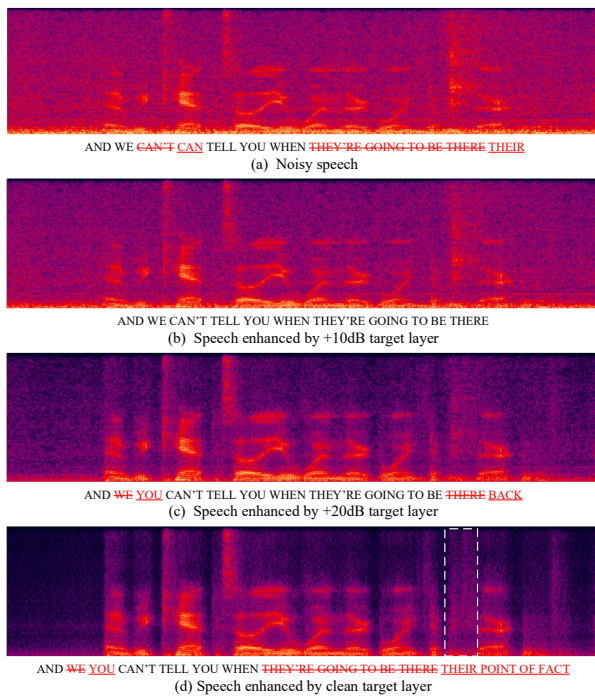 AND WE CAN'T CAN TELL YOU WHEN THEY'RE GOING TO BE THERE THEIR
(a) Noisy speech
AND WE CAN'T TELL YOU WHEN THEY'RE GOING TO BE THERE
(b) Speech enhanced by +10dB target layer
AND WE YOU CAN'T TELL YOU WHEN THEY'RE GOING TO BE THERE BACK
(c) Speech enhanced by +20dB target layer
AND WE YOU CAN'T TELL YOU WHEN THEY'RE GOING TO BE THERE THEIR POINT OF FACT
(d) Speech enhanced by clean target layer